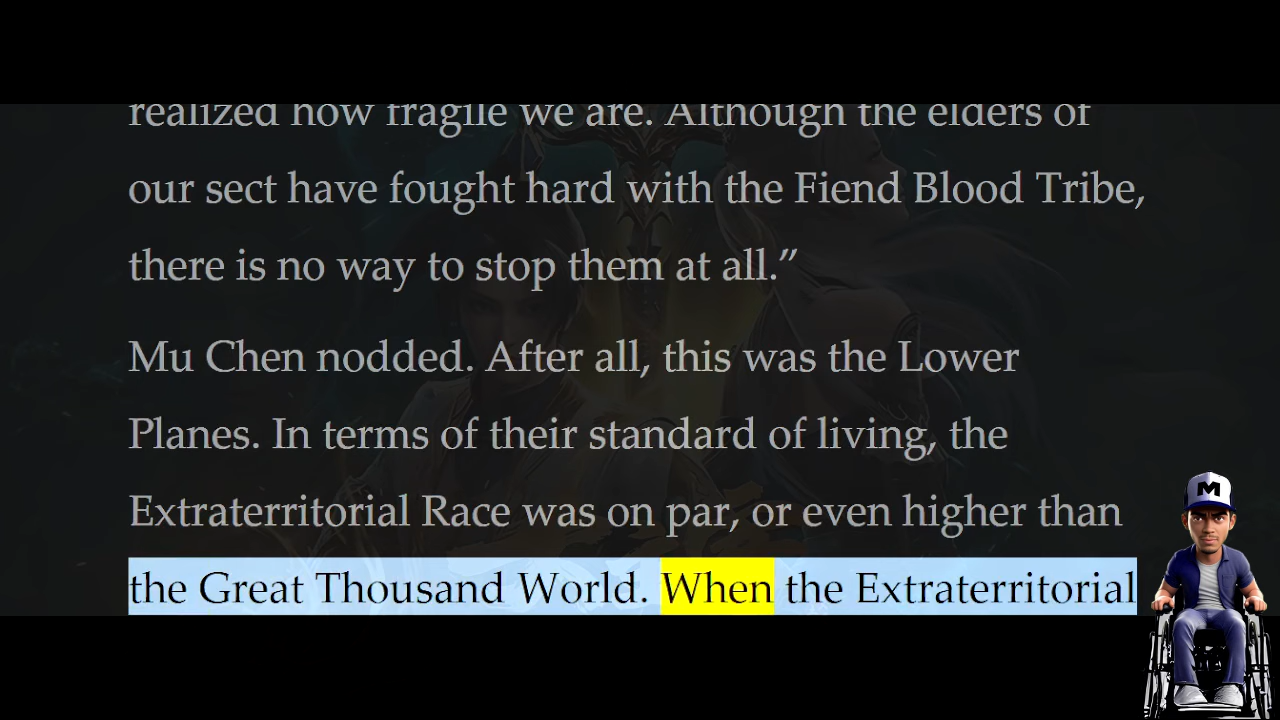 realized how fragile we are. Although the elders of
our sect have fought hard with the Fiend Blood Tribe,
there is no way to stop them at all.”
Mu Chen nodded. After all, this was the Lower
Planes. In terms of their standard of living, the
Extraterritorial Race was on par, or even higher than
the Great Thousand World. When the Extraterritorial
M
M